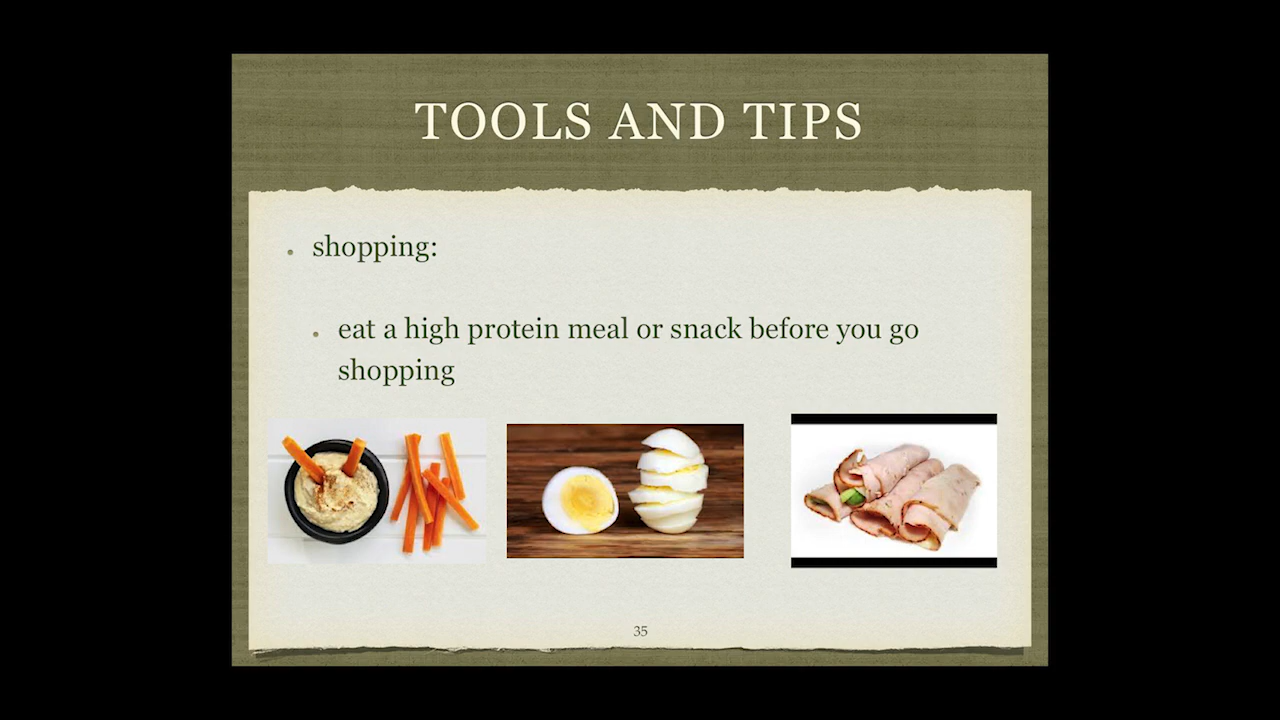 TOOLS AND TIPS
shopping:
eat a high protein meal or snack before you go
shopping
35